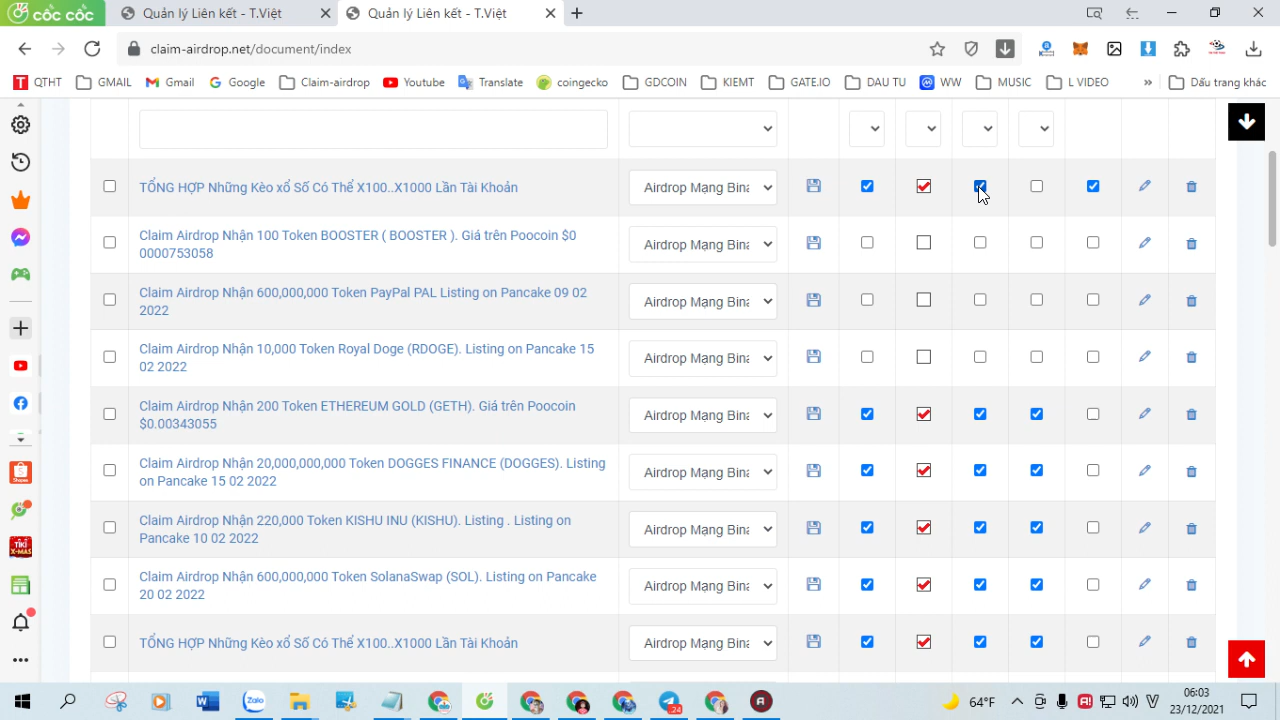 cốc cốc
Quản lý kiết - T.Việt
Quản lý kiết - T.Việt
claim-airdrop.net/document/index
QTHT
GMAIL
Gmail
Google
Claim-airdrop
Youtube
Translate
coingecko
GDCOIN
KIEMT
GATE.IO
DAU TU
WW
MUSIC
L VIDEO
»
Dấu trang khác
TỔNG HỢP Những Kèo xổ Số Có Thể X100..X1000 Lần Tài Khoản
Airdrop Mạng Bina
Claim Airdrop Nhận 100 Token BOOSTER ( BOOSTER ). Giá trên Poocoin $0
0000753058
Airdrop Mạng Bina
Claim Airdrop Nhận 600,000,000 Token PayPal PAL Listing on Pancake 09 02
2022
Airdrop Mạng Bina
Claim Airdrop Nhận 10,000 Token Royal Doge (RDOGE). Listing on Pancake 15
02 2022
Airdrop Mạng Bina
Claim Airdrop Nhận 200 Token ETHEREUM GOLD (GETH). Giá trên Poocoin
$0.00343055
Airdrop Mạng Bina
Claim Airdrop Nhận 20,000,000,000 Token DOGGES FINANCE (DOGGES). Listing
on Pancake 15 02 2022
Airdrop Mạng Bina
Claim Airdrop Nhận 220,000 Token KISHU INU (KISHU). Listing . Listing on
Pancake 10 02 2022
Airdrop Mạng Bina
Claim Airdrop Nhận 600,000,000 Token SolanaSwap (SOL). Listing on Pancake
20 02 2022
Airdrop Mạng Bina
TỔNG HỢP Những Kèo xổ Số Có Thể X100..X1000 Lần Tài Khoản
Airdrop Mạng Bina
Zalo
24
64°F
06:03
23/12/2021